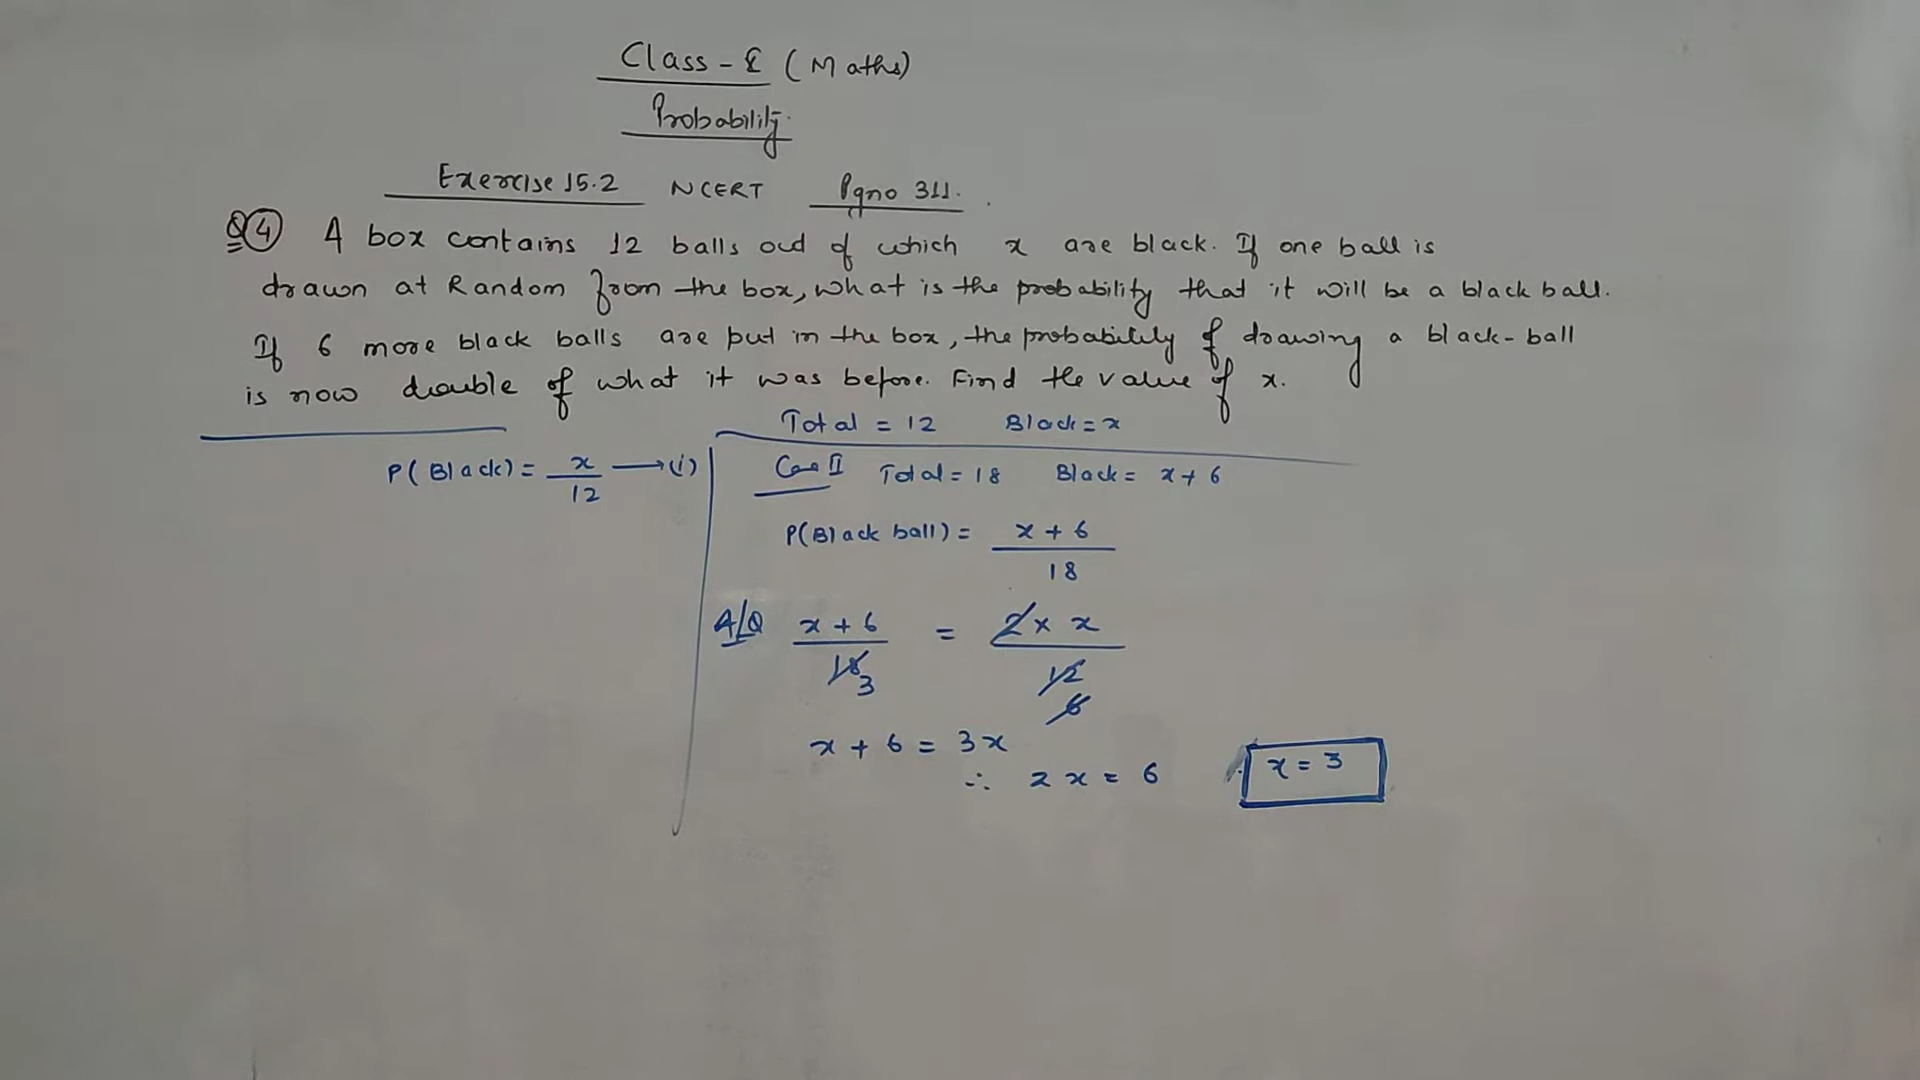 Class - X (Maths)
Probability
Exercise 15.2 NCERT Pgno 311.
Q4 A box contains 12 balls out of which x are black. If one ball is
drawn at Random from the box, what is the probability that it will be a black ball.
If 6 more black balls are put in the box, the probability of drawing a black-ball
is now double of what it was before. Find the value of x.
Total = 12 Black = x
P(Black) = x/12 → (i)
Case II Total = 18 Black = x + 6
P(Black ball) = x + 6 / 18
A/Q x + 6 / 18 3 = 2 × x / 12 6
x + 6 = 3x
∴ 2x = 6
x = 3